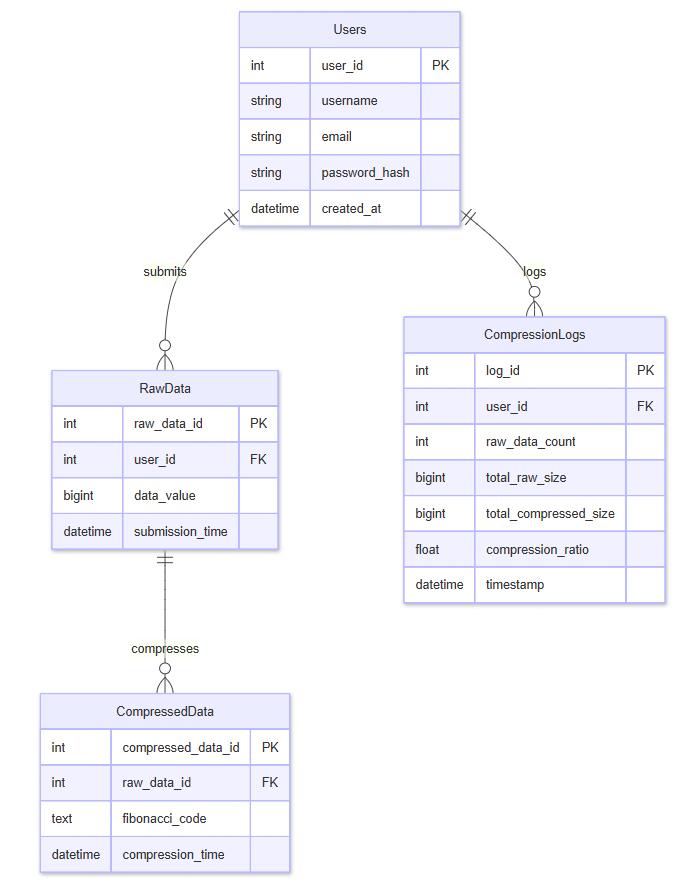 Users
int user_id PK
string username
string email
string password_hash
datetime created_at
submits
logs
RawData
int raw_data_id PK
int user_id FK
bigint data_value
datetime submission_time
CompressionLogs
int log_id PK
int user_id FK
int raw_data_count
bigint total_raw_size
bigint total_compressed_size
float compression_ratio
datetime timestamp
compresses
CompressedData
int compressed_data_id PK
int raw_data_id FK
text fibonacci_code
datetime compression_time